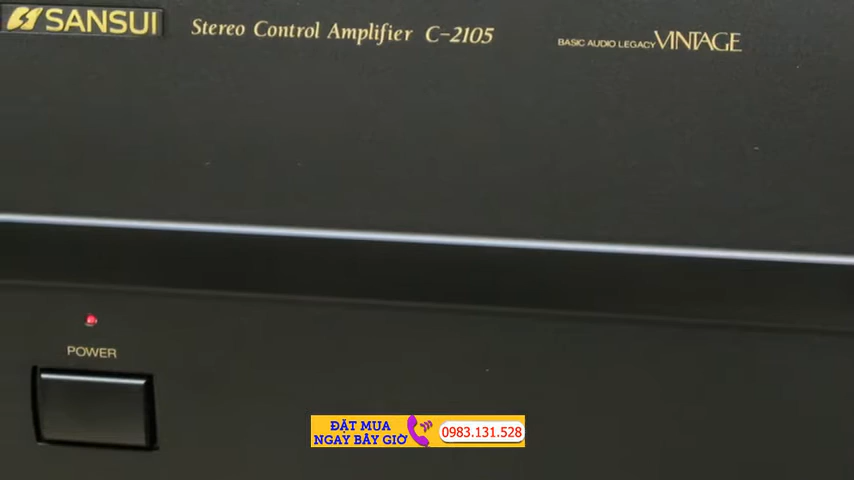 SANSUI
Stereo Control Amplifier C-2105
BASIC AUDIO LEGACY VINTAGE
POWER
ĐẶT MUA
NGAY BÂY GIỜ
0983.131.528